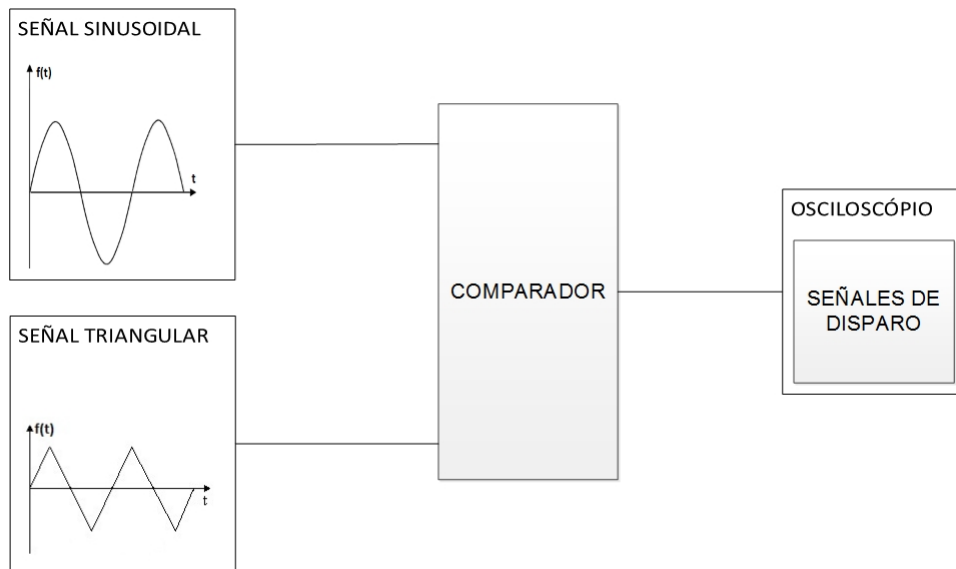 SEÑAL SINUSOIDAL
f(t)
t
SEÑAL TRIANGULAR
f(t)
t
COMPARADOR
OSCILOSCÓPIO
SEÑALES DE
DISPARO